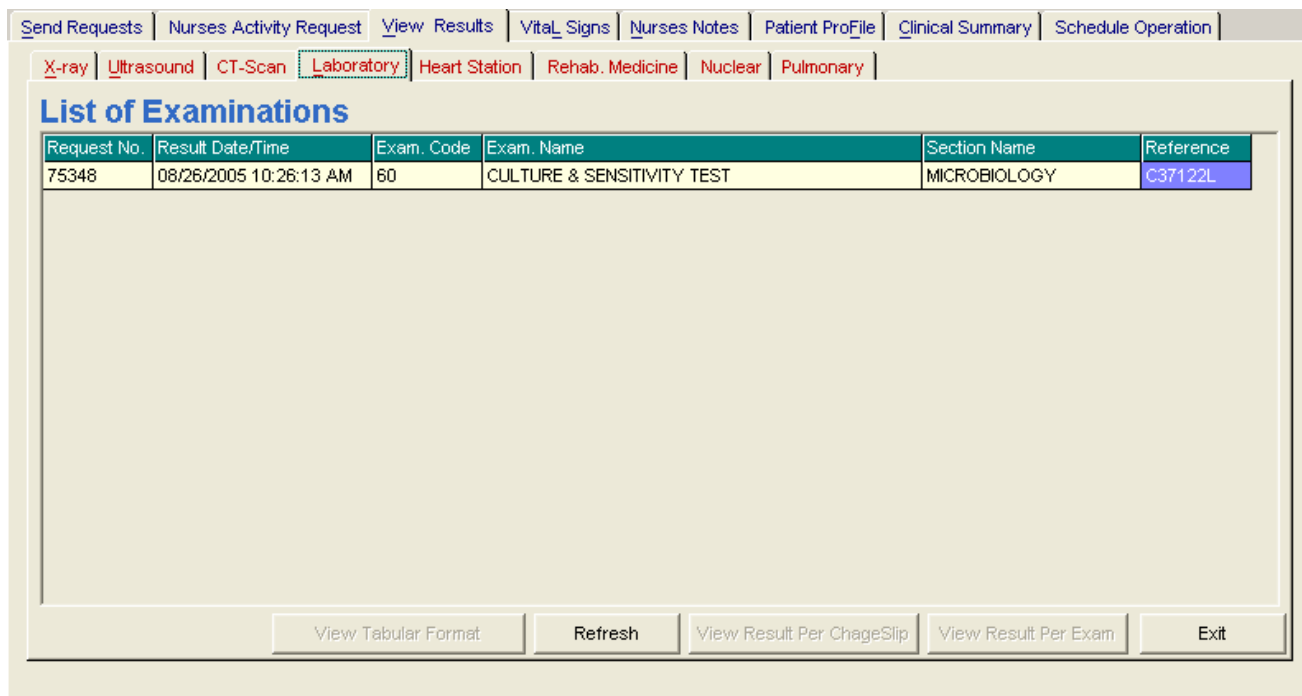 Send Requests Nurses Activity Request View Results VitaL Signs Nurses Notes Patient ProFile Clinical Summary Schedule Operation
X-ray Ultrasound CT-Scan Laboratory Heart Station Rehab. Medicine Nuclear Pulmonary
List of Examinations
Request No. Result Date/Time Exam. Code Exam. Name Section Name Reference
75348 08/26/2005 10:26:13 AM 60 CULTURE & SENSITIVITY TEST MICROBIOLOGY C37122L
View Tabular Format Refresh View Result Per ChageSlip View Result Per Exam Exit